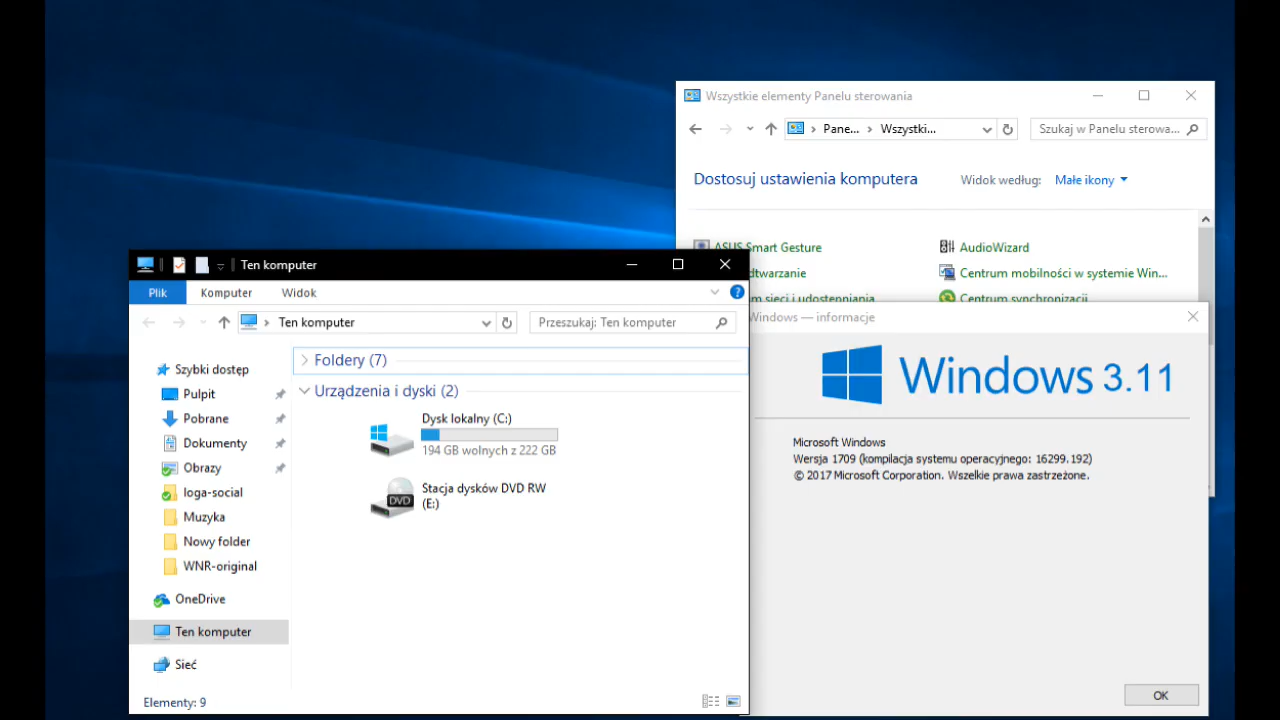 Wszystkie elementy Panelu sterowania
Pane... Wszystki... Szukaj w Panelu sterowa...
Dostosuj ustawienia komputera Widok według: Małe ikony
ASUS Smart Gesture AudioWizard
Centrum mobilności w systemie Win...
Centrum synchronizacji
Ten komputer
Plik Komputer Widok
Ten komputer Przeszukaj: Ten komputer
Szybki dostęp
Pulpit
Pobrane
Dokumenty
Obrazy
loga-social
Muzyka
Nowy folder
WNR-original
OneDrive
Ten komputer
Sieć
Foldery (7)
Urządzenia i dyski (2)
Dysk lokalny (C:)
194 GB wolnych z 222 GB
DVD
Stacja dysków DVD RW
(E:)
Elementy: 9
Windows — informacje
Windows 3.11
Microsoft Windows
Wersja 1709 (kompilacja systemu operacyjnego: 16299.192)
© 2017 Microsoft Corporation. Wszelkie prawa zastrzeżone.
OK